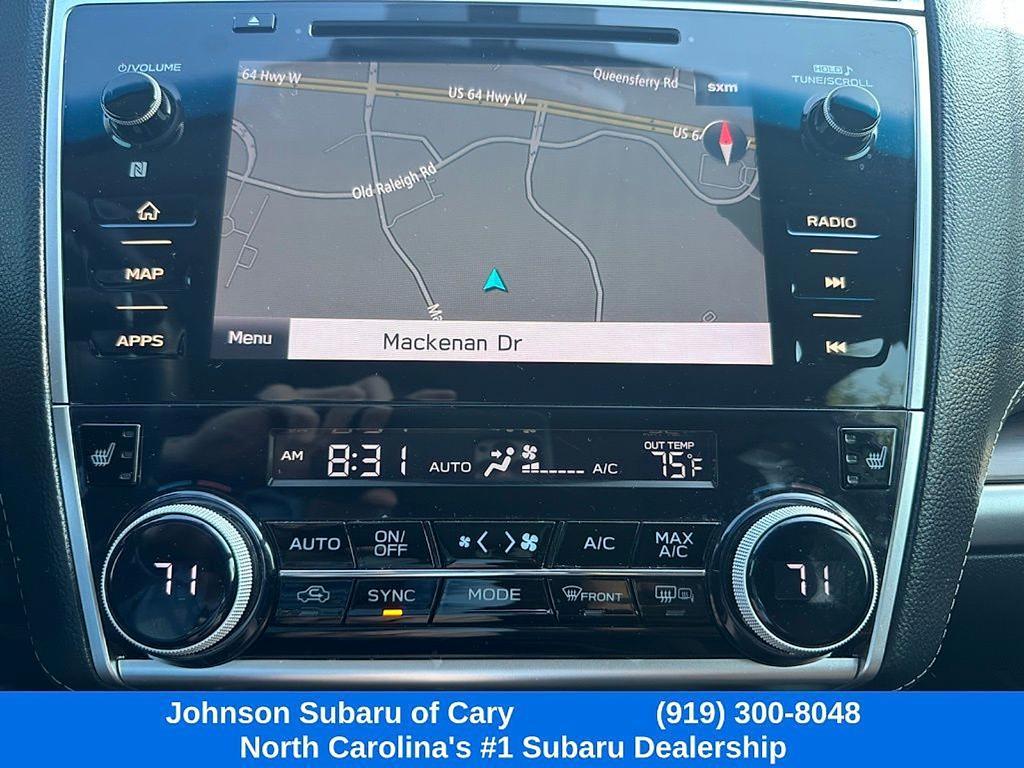 VOLUME
HOLD
TUNE/SCROLL
64 Hwy W
US 64 Hwy W
Queensferry Rd
sxm
US 6
Old Raleigh Rd
Ma
MAP
APPS
RADIO
Menu
Mackenan Dr
AM 8:31 AUTO A/C
OUT TEMP
75°F
71
AUTO
ON/
OFF
A/C
MAX
A/C
SYNC
MODE
FRONT
71
Johnson Subaru of Cary (919) 300-8048
North Carolina's #1 Subaru Dealership